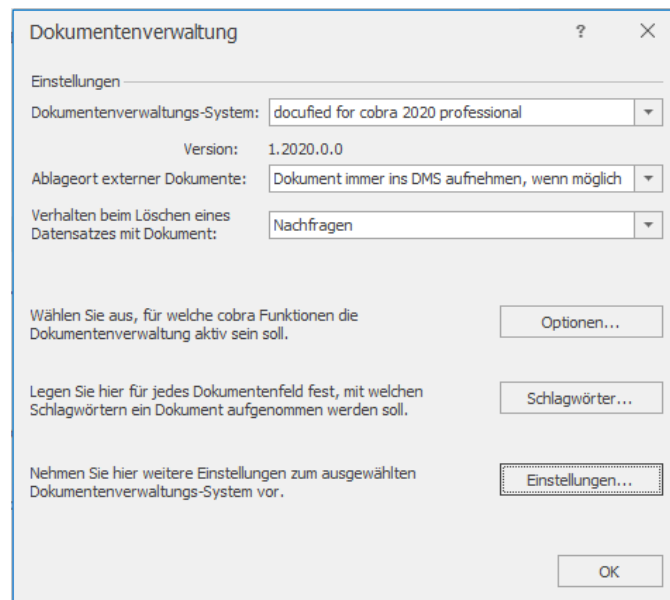 Dokumentenverwaltung
?
Einstellungen
Dokumentenverwaltungs-System: docufied for cobra 2020 professional
Version: 1.2020.0.0
Ablageort externer Dokumente: Dokument immer ins DMS aufnehmen, wenn möglich
Verhalten beim Löschen eines
Datensatzes mit Dokument: Nachfragen
Wählen Sie aus, für welche cobra Funktionen die
Dokumentenverwaltung aktiv sein soll.
Optionen...
Legen Sie hier für jedes Dokumentenfeld fest, mit welchen
Schlagwörtern ein Dokument aufgenommen werden soll.
Schlagwörter...
Nehmen Sie hier weitere Einstellungen zum ausgewählten
Dokumentenverwaltungs-System vor.
Einstellungen...
OK